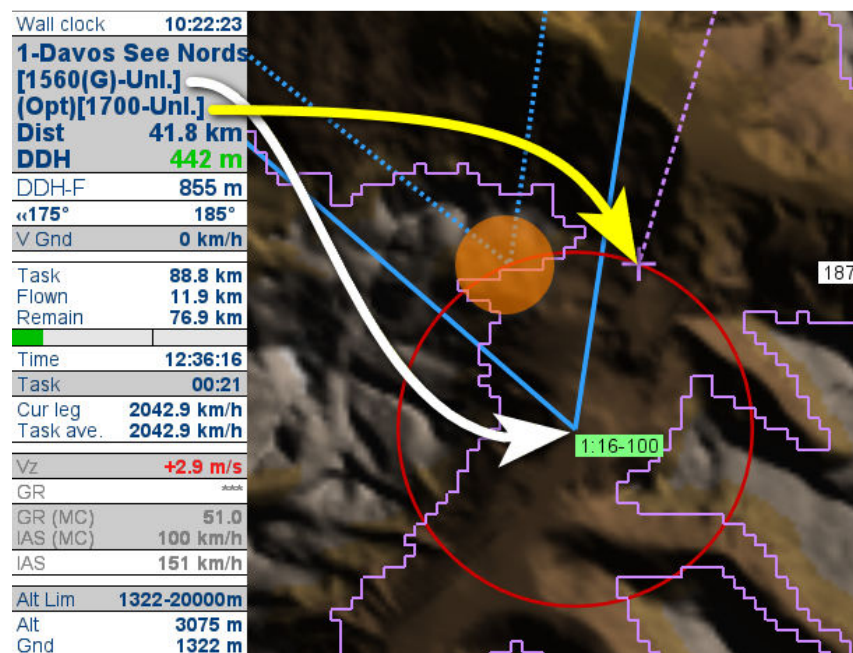 Wall clock 10:22:23
1-Davos See Nords
[1560(G)-Unl.]
(Opt)[1700-Unl.]
Dist 41.8 km
DDH 442 m
DDH-F 855 m
‹‹175° 185°
V Gnd 0 km/h
Task 88.8 km
Flown 11.9 km
Remain 76.9 km
Time 12:36:16
Task 00:21
Cur leg 2042.9 km/h
Task ave. 2042.9 km/h
Vz +2.9 m/s
GR ***
GR (MC) 51.0
IAS (MC) 100 km/h
IAS 151 km/h
Alt Lim 1322-20000m
Alt 3075 m
Gnd 1322 m
187
1:16-100